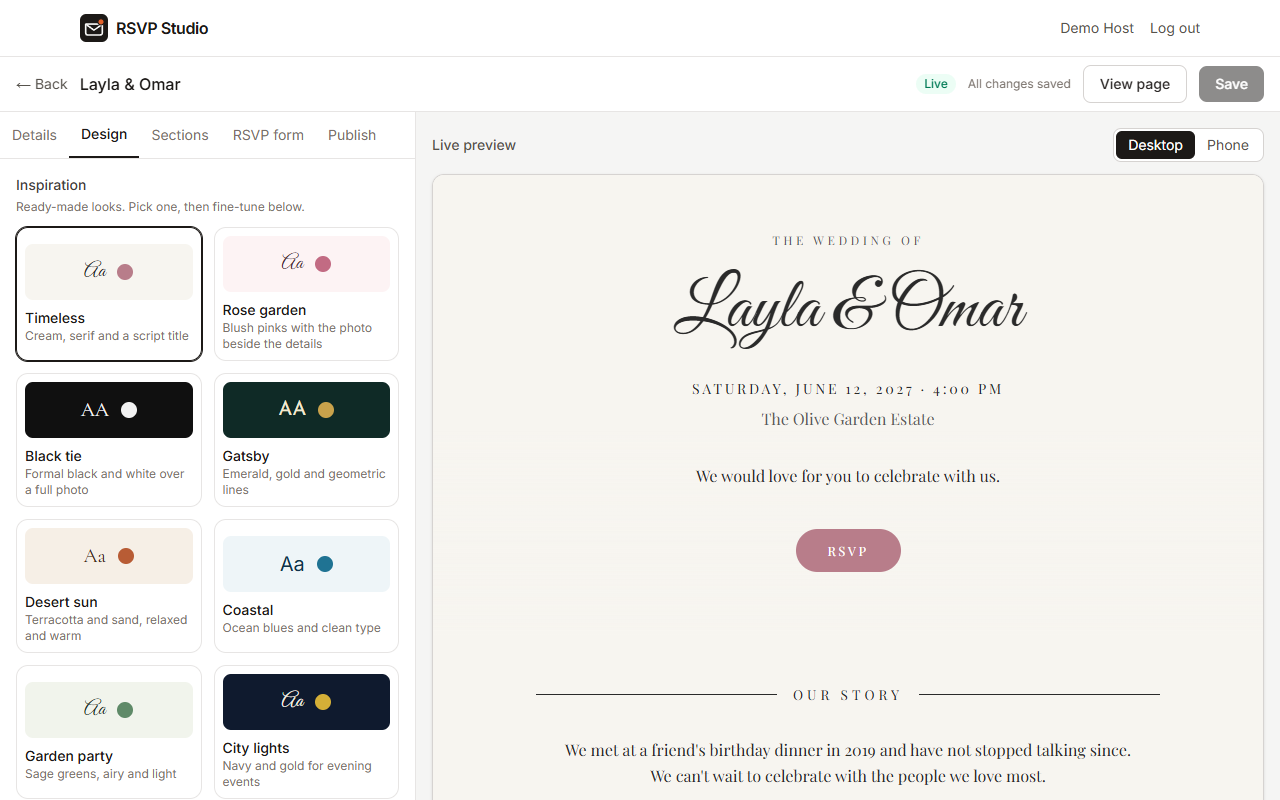 RSVP Studio
Demo Host
Log out
← Back
Layla & Omar
Live
All changes saved
View page
Save
Details
Design
Sections
RSVP form
Publish
Inspiration
Ready-made looks. Pick one, then fine-tune below.
Aa
Timeless
Cream, serif and a script title
Aa
Rose garden
Blush pinks with the photo
beside the details
AA
Black tie
Formal black and white over
a full photo
AA
Gatsby
Emerald, gold and geometric
lines
Aa
Desert sun
Terracotta and sand, relaxed
and warm
Aa
Coastal
Ocean blues and clean type
Aa
Garden party
Sage greens, airy and light
Aa
City lights
Navy and gold for evening
events
Live preview
Desktop
Phone
THE WEDDING OF
Layla & Omar
SATURDAY, JUNE 12, 2027 · 4:00 PM
The Olive Garden Estate
We would love for you to celebrate with us.
RSVP
OUR STORY
We met at a friend's birthday dinner in 2019 and have not stopped talking since.
We can't wait to celebrate with the people we love most.